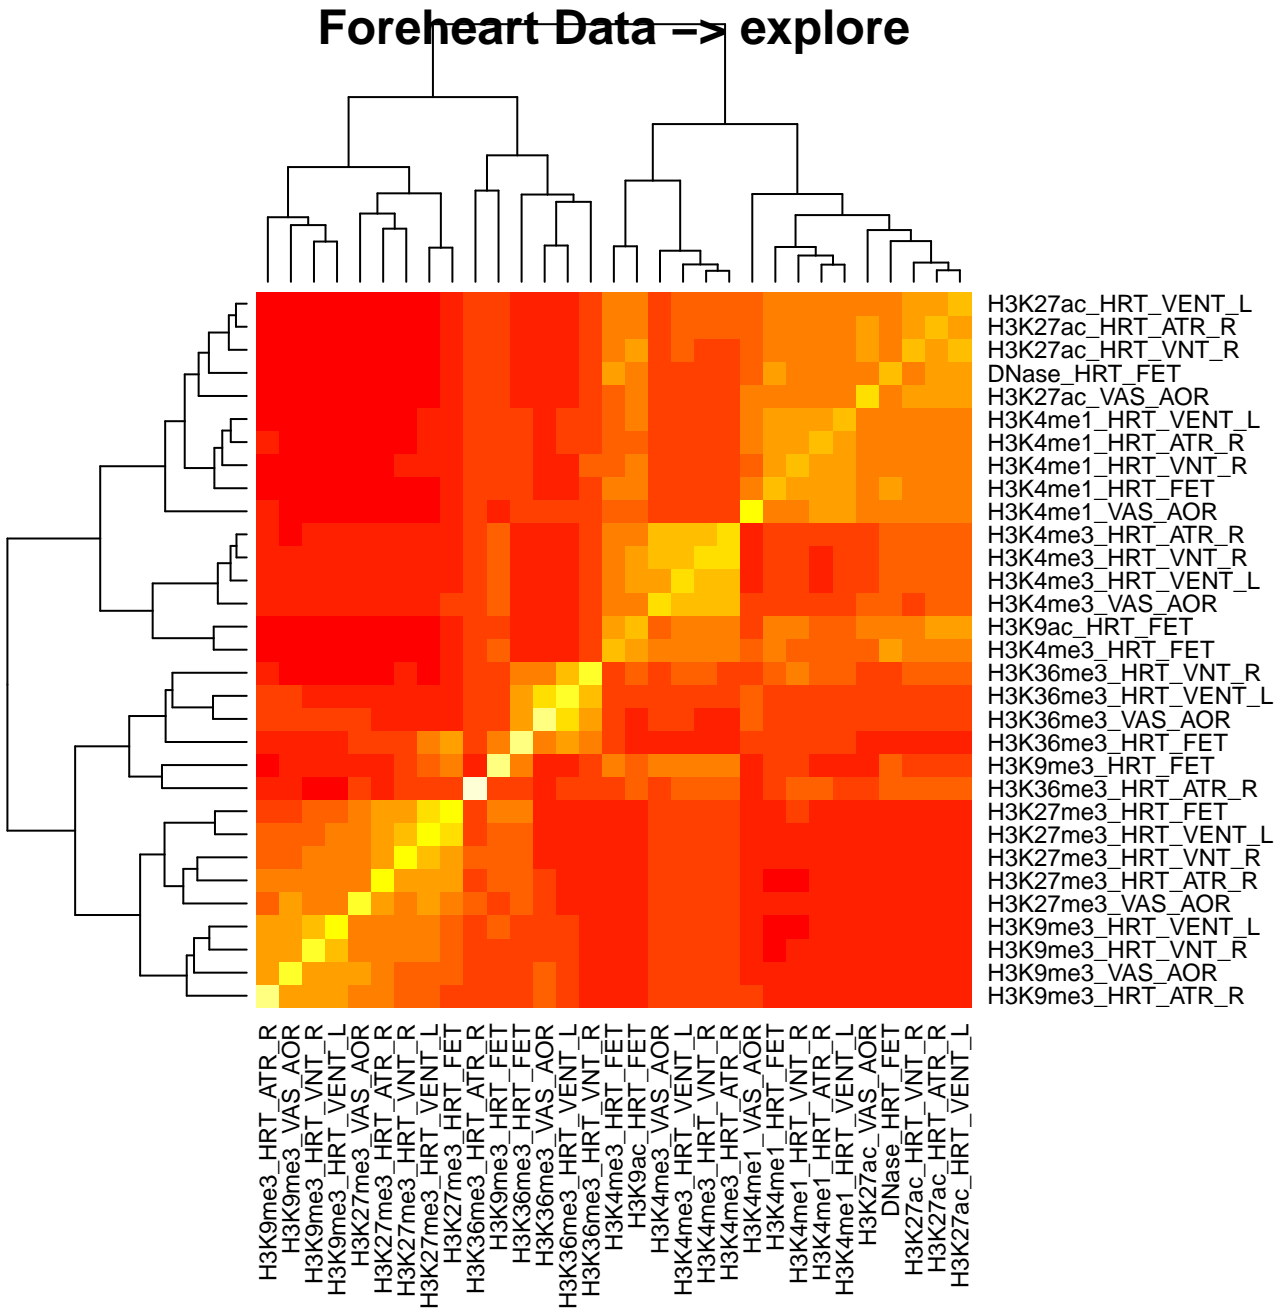 Foreheart Data −> explore
H3K27ac_HRT_VENT_L
H3K27ac_HRT_ATR_R
H3K27ac_HRT_VNT_R
DNase_HRT_FET
H3K27ac_VAS_AOR
H3K4me1_HRT_VENT_L
H3K4me1_HRT_ATR_R
H3K4me1_HRT_VNT_R
H3K4me1_HRT_FET
H3K4me1_VAS_AOR
H3K4me3_HRT_ATR_R
H3K4me3_HRT_VNT_R
H3K4me3_HRT_VENT_L
H3K4me3_VAS_AOR
H3K9ac_HRT_FET
H3K4me3_HRT_FET
H3K36me3_HRT_VNT_R
H3K36me3_HRT_VENT_L
H3K36me3_VAS_AOR
H3K36me3_HRT_FET
H3K9me3_HRT_FET
H3K36me3_HRT_ATR_R
H3K27me3_HRT_FET
H3K27me3_HRT_VENT_L
H3K27me3_HRT_VNT_R
H3K27me3_HRT_ATR_R
H3K27me3_VAS_AOR
H3K9me3_HRT_VENT_L
H3K9me3_HRT_VNT_R
H3K9me3_VAS_AOR
H3K9me3_HRT_ATR_R
H3K9me3_HRT_ATR_R
H3K9me3_VAS_AOR
H3K9me3_HRT_VNT_R
H3K9me3_HRT_VENT_L
H3K27me3_VAS_AOR
H3K27me3_HRT_ATR_R
H3K27me3_HRT_VNT_R
H3K27me3_HRT_VENT_L
H3K27me3_HRT_FET
H3K36me3_HRT_ATR_R
H3K9me3_HRT_FET
H3K36me3_HRT_FET
H3K36me3_VAS_AOR
H3K36me3_HRT_VENT_L
H3K36me3_HRT_VNT_R
H3K4me3_HRT_FET
H3K9ac_HRT_FET
H3K4me3_VAS_AOR
H3K4me3_HRT_VENT_L
H3K4me3_HRT_VNT_R
H3K4me3_HRT_ATR_R
H3K4me1_VAS_AOR
H3K4me1_HRT_FET
H3K4me1_HRT_VNT_R
H3K4me1_HRT_ATR_R
H3K4me1_HRT_VENT_L
H3K27ac_VAS_AOR
DNase_HRT_FET
H3K27ac_HRT_VNT_R
H3K27ac_HRT_ATR_R
H3K27ac_HRT_VENT_L